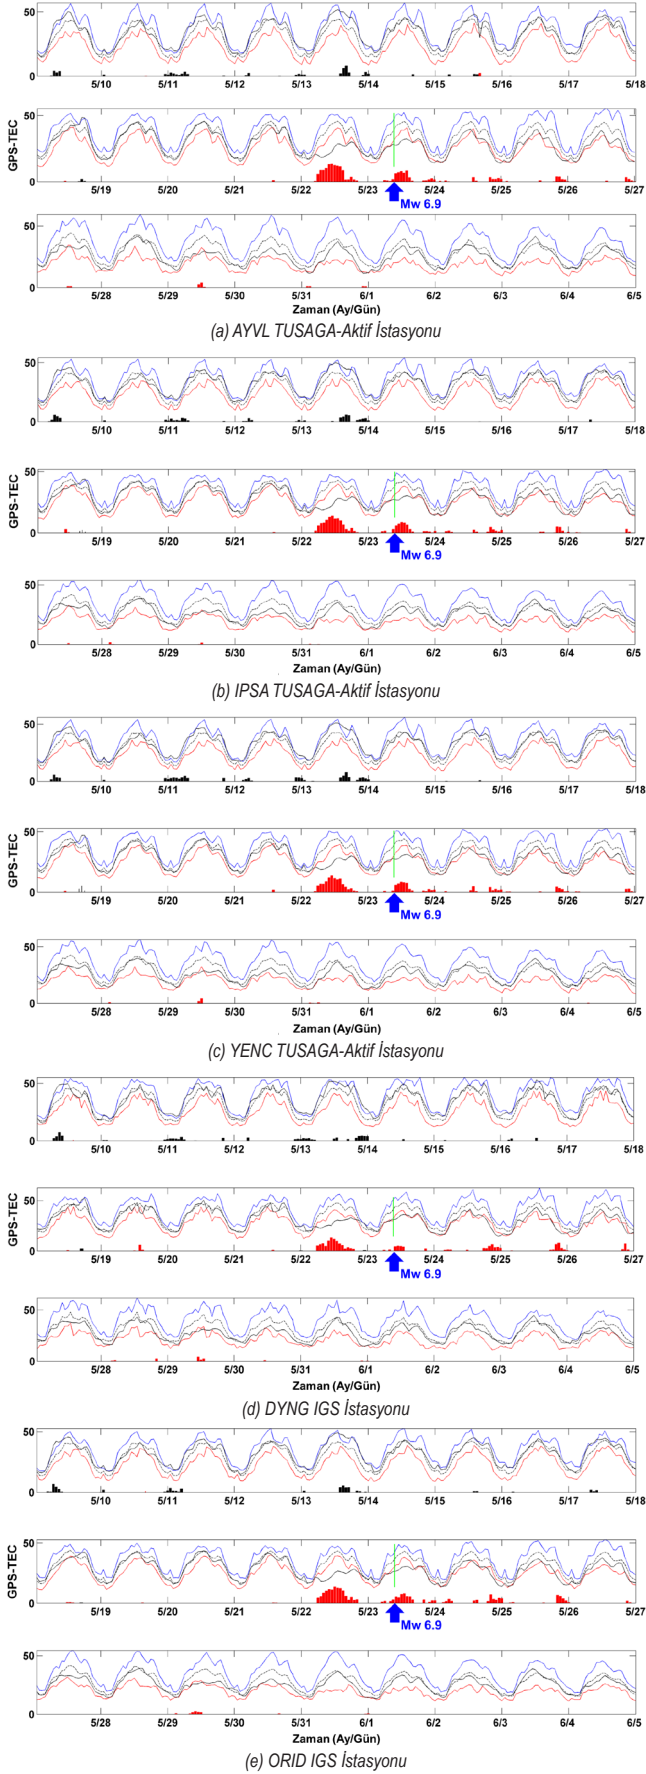 50
0
5/10 5/11 5/12 5/13 5/14 5/15 5/16 5/17 5/18
50
GPS-TEC
0
5/19 5/20 5/21 5/22 5/23 5/24 5/25 5/26 5/27
Mw 6.9
50
0
5/28 5/29 5/30 5/31 6/1 6/2 6/3 6/4 6/5
Zaman (Ay/Gün)
(a) AYVL TUSAGA-Aktif İstasyonu
50
0
5/10 5/11 5/12 5/13 5/14 5/15 5/16 5/17 5/18
50
GPS-TEC
0
5/19 5/20 5/21 5/22 5/23 5/24 5/25 5/26 5/27
Mw 6.9
50
0
5/28 5/29 5/30 5/31 6/1 6/2 6/3 6/4 6/5
Zaman (Ay/Gün)
(b) IPSA TUSAGA-Aktif İstasyonu
50
0
5/10 5/11 5/12 5/13 5/14 5/15 5/16 5/17 5/18
50
GPS-TEC
0
5/19 5/20 5/21 5/22 5/23 5/24 5/25 5/26 5/27
Mw 6.9
50
0
5/28 5/29 5/30 5/31 6/1 6/2 6/3 6/4 6/5
Zaman (Ay/Gün)
(c) YENC TUSAGA-Aktif İstasyonu
50
0
5/10 5/11 5/12 5/13 5/14 5/15 5/16 5/17 5/18
50
GPS-TEC
0
5/19 5/20 5/21 5/22 5/23 5/24 5/25 5/26 5/27
Mw 6.9
50
0
5/28 5/29 5/30 5/31 6/1 6/2 6/3 6/4 6/5
Zaman (Ay/Gün)
(d) DYNG IGS İstasyonu
50
0
5/10 5/11 5/12 5/13 5/14 5/15 5/16 5/17 5/18
50
GPS-TEC
0
5/19 5/20 5/21 5/22 5/23 5/24 5/25 5/26 5/27
Mw 6.9
50
0
5/28 5/29 5/30 5/31 6/1 6/2 6/3 6/4 6/5
Zaman (Ay/Gün)
(e) ORID IGS İstasyonu